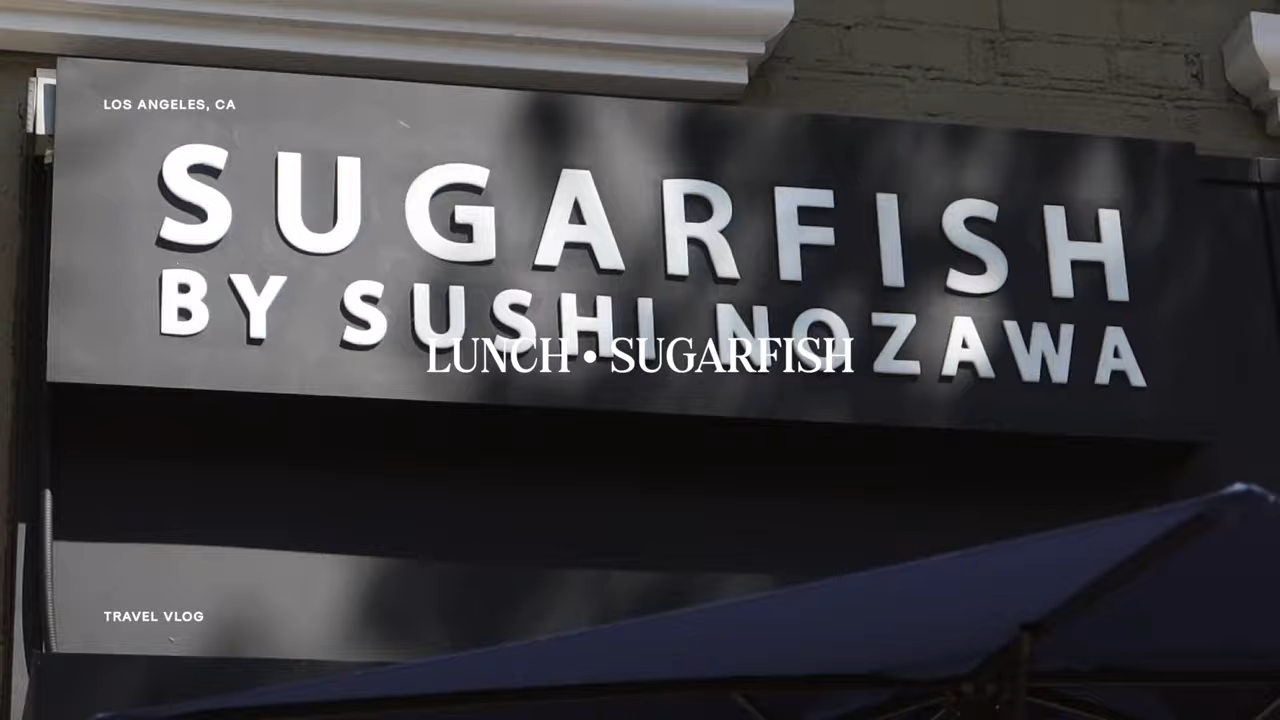 LOS ANGELES, CA
SUGARFISH
BY SUSHI NOZAWA
LUNCH • SUGARFISH
TRAVEL VLOG